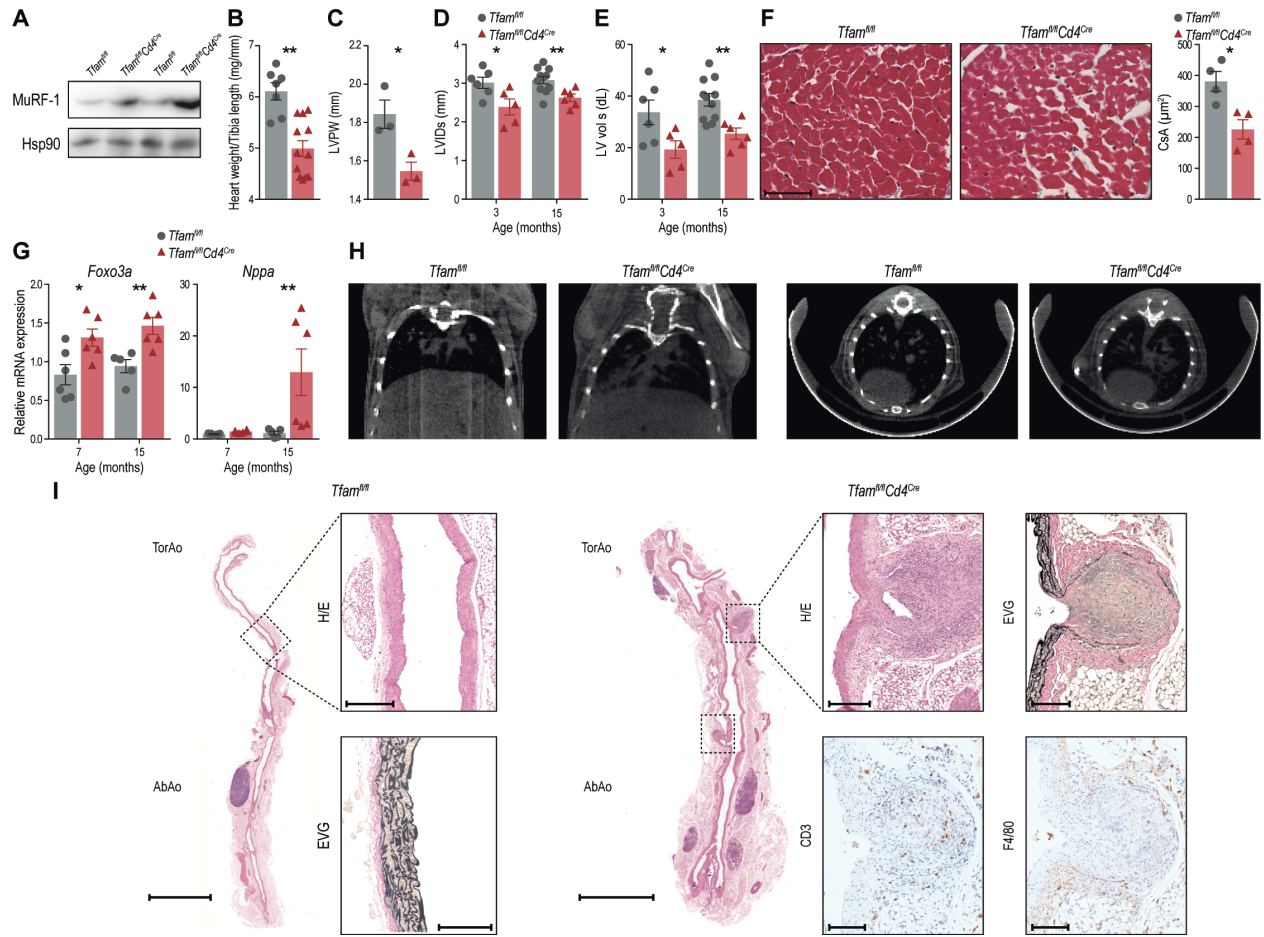 A
Tfam^fl/fl
Tfam^fl/fl Cd4^Cre
Tfam^fl/fl
Tfam^fl/fl Cd4^Cre
MuRF-1
Hsp90
B
Heart weight/Tibia length (mg/mm)
7
6
5
4
**
C
LVPW (mm)
2.2
2.0
1.8
1.6
1.4
*
D
Tfam^fl/fl
Tfam^fl/fl Cd4^Cre
LVIDs (mm)
4
3
2
1
0
*
**
3
15
Age (months)
E
LV vol s (dL)
60
40
20
0
*
**
3
15
Age (months)
F
Tfam^fl/fl
Tfam^fl/fl Cd4^Cre
Tfam^fl/fl
Tfam^fl/fl Cd4^Cre
CsA (µm²)
500
400
300
200
100
0
*
G
Tfam^fl/fl
Tfam^fl/fl Cd4^Cre
Foxo3a
Relative mRNA expression
2.0
1.5
1.0
0.5
0.0
*
**
7
15
Age (months)
Nppa
30
20
10
0
**
7
15
Age (months)
H
Tfam^fl/fl
Tfam^fl/fl Cd4^Cre
Tfam^fl/fl
Tfam^fl/fl Cd4^Cre
I
Tfam^fl/fl
TorAo
AbAo
H/E
EVG
Tfam^fl/fl Cd4^Cre
TorAo
AbAo
H/E
EVG
CD3
F4/80